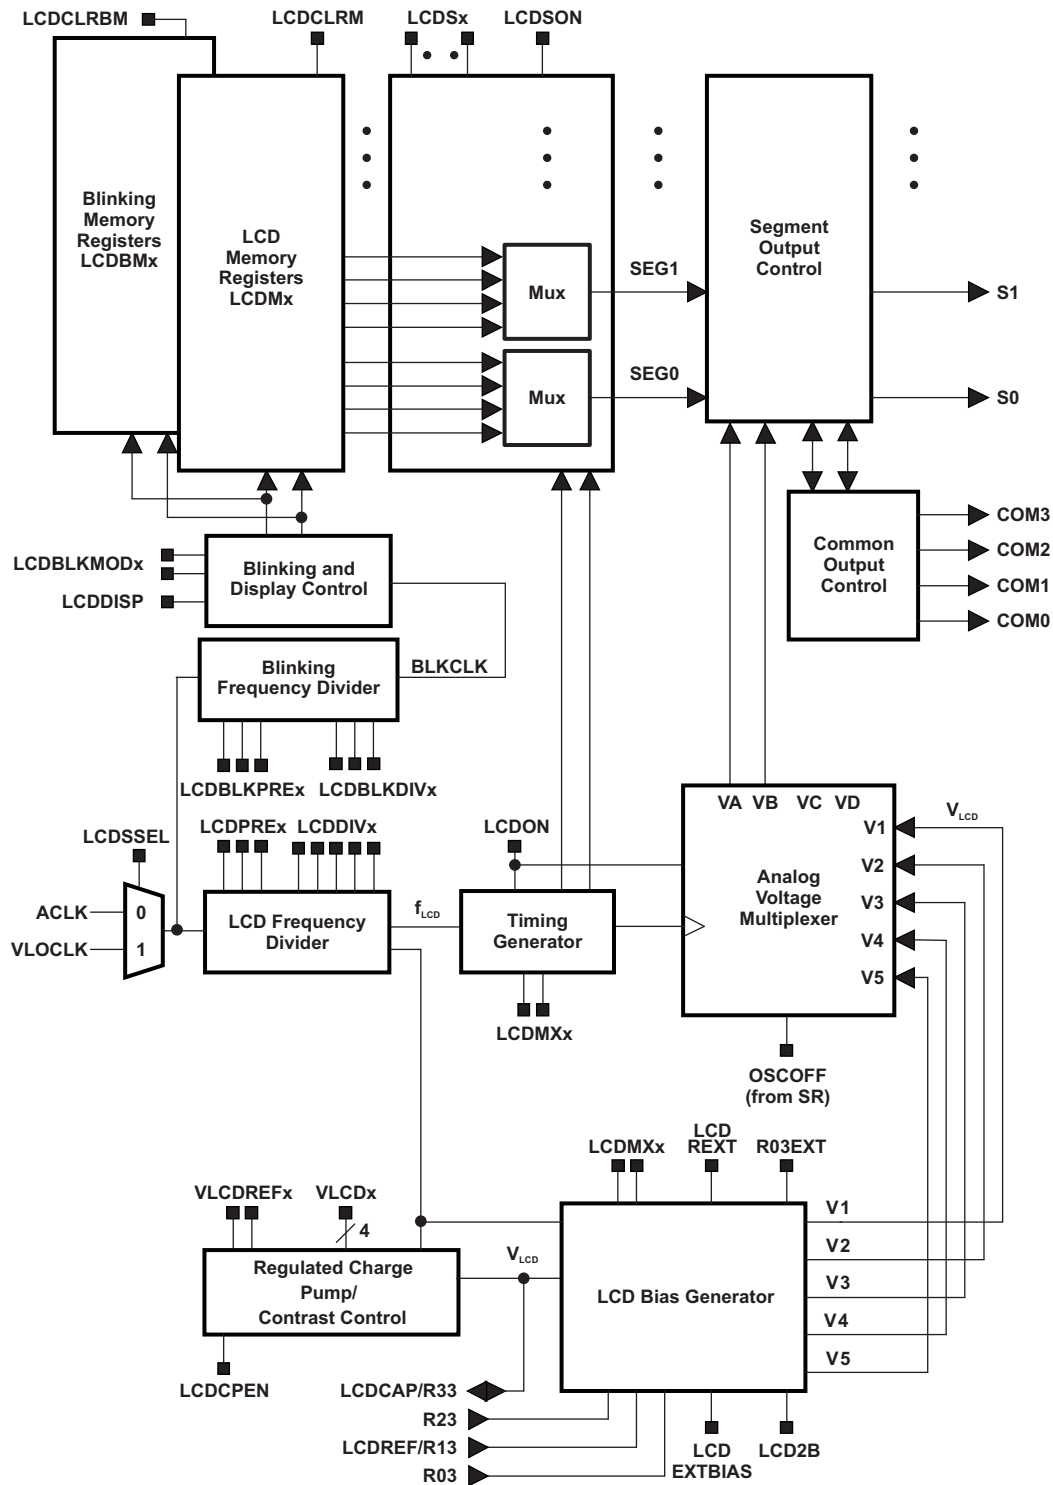 LCDCLRBM
LCDCLRM
LCDSx
LCDSON
Blinking
Memory
Registers
LCDBMx
LCD
Memory
Registers
LCDMx
Mux
SEG1
Mux
SEG0
Segment
Output
Control
S1
S0
COM3
COM2
COM1
COM0
Common
Output
Control
LCDBLKMODx
LCDDISP
Blinking and
Display Control
Blinking
Frequency Divider
BLKCLK
LCDBLKPREx
LCDBLKDIVx
LCDSSEL
LCDPREx
LCDDIVx
LCDON
ACLK
0
VLOCLK
1
LCD Frequency
Divider
fLCD
Timing
Generator
LCDMXx
VA
VB
VC
VD
V1
V2
V3
V4
V5
VLCD
Analog
Voltage
Multiplexer
OSCOFF
(from SR)
LCDMXx
LCD
REXT
R03EXT
VLCDREFx
VLCDx
4
Regulated Charge
Pump/
Contrast Control
VLCD
LCD Bias Generator
V1
V2
V3
V4
V5
LCDCPEN
LCDCAP/R33
R23
LCDREF/R13
R03
LCD
EXTBIAS
LCD2B